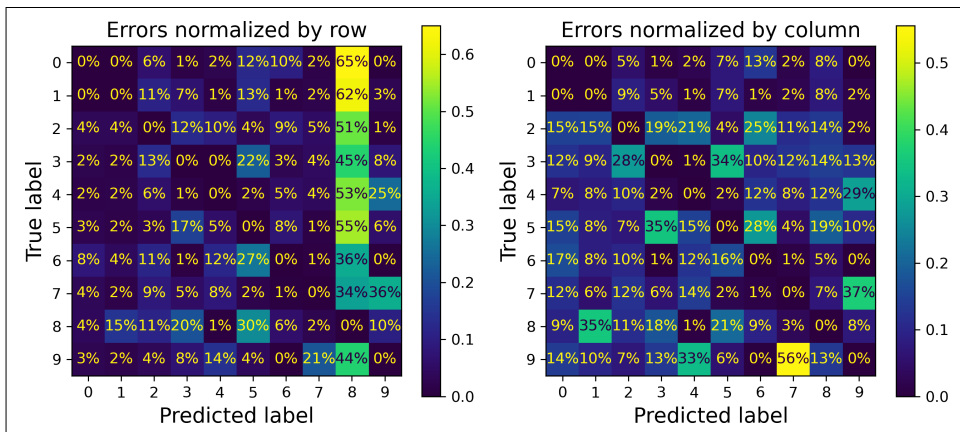 Errors normalized by row
Errors normalized by column
True label
0 0% 0% 6% 1% 2% 12% 10% 2% 65% 0%
1 0% 0% 11% 7% 1% 13% 1% 2% 62% 3%
2 4% 4% 0% 12% 10% 4% 9% 5% 51% 1%
3 2% 2% 13% 0% 0% 22% 3% 4% 45% 8%
4 2% 2% 6% 1% 0% 2% 5% 4% 53% 25%
5 3% 2% 3% 17% 5% 0% 8% 1% 55% 6%
6 8% 4% 11% 1% 12% 27% 0% 1% 36% 0%
7 4% 2% 9% 5% 8% 2% 1% 0% 34% 36%
8 4% 15% 11% 20% 1% 30% 6% 2% 0% 10%
9 3% 2% 4% 8% 14% 4% 0% 21% 44% 0%
0 1 2 3 4 5 6 7 8 9
Predicted label
0.6
0.5
0.4
0.3
0.2
0.1
0.0
True label
0 0% 0% 5% 1% 2% 7% 13% 2% 8% 0%
1 0% 0% 9% 5% 1% 7% 1% 2% 8% 2%
2 15% 15% 0% 19% 21% 4% 25% 11% 14% 2%
3 12% 9% 28% 0% 1% 34% 10% 12% 14% 13%
4 7% 8% 10% 2% 0% 2% 12% 8% 12% 29%
5 15% 8% 7% 35% 15% 0% 28% 4% 19% 10%
6 17% 8% 10% 1% 12% 16% 0% 1% 5% 0%
7 12% 6% 12% 6% 14% 2% 1% 0% 7% 37%
8 9% 35% 11% 18% 1% 21% 9% 3% 0% 8%
9 14% 10% 7% 13% 33% 6% 0% 56% 13% 0%
0 1 2 3 4 5 6 7 8 9
Predicted label
0.5
0.4
0.3
0.2
0.1
0.0